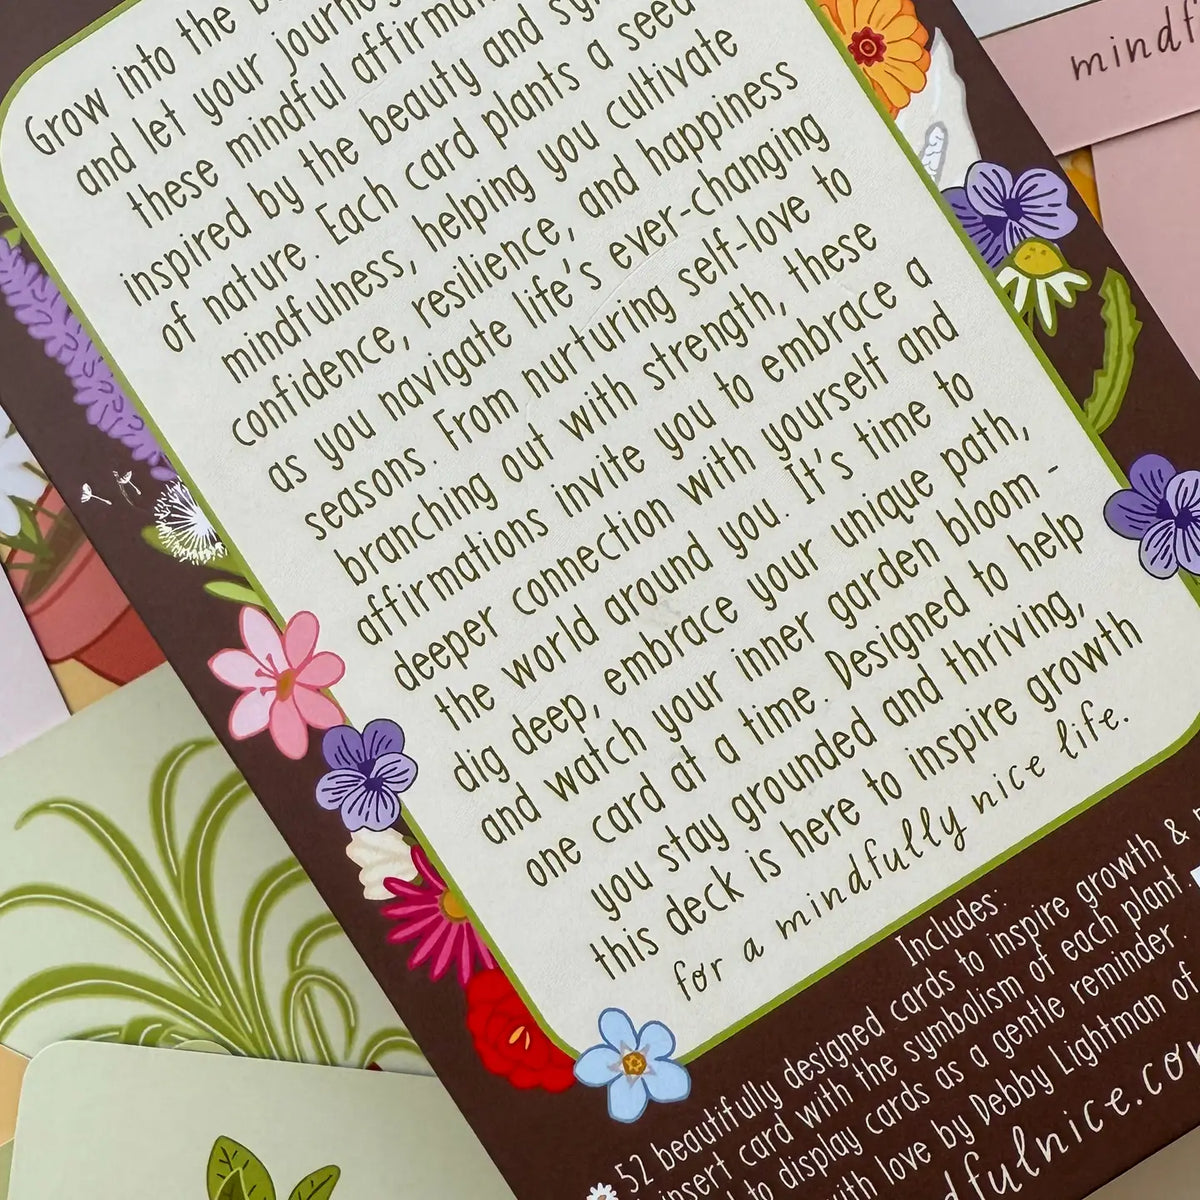 Grow into the
and let your journey
these mindful
inspired by the beauty and
of nature. Each card plants a seed
mindfulness, helping you cultivate
confidence, resilience, and happiness
as you navigate life's ever-changing
seasons. From nurturing self-love to
branching out with strength, these
affirmations invite you to embrace a
deeper connection with yourself and
the world around you. It's time to
dig deep, embrace your unique path,
and watch your inner garden bloom -
one card at a time. Designed to help
you stay grounded and thriving,
this deck is here to inspire growth
for a mindfully nice life.
Includes:
52 beautifully designed cards to inspire growth &
insert card with the symbolism of each plant
to display cards as a gentle reminder.
with love by Debby Lightman of